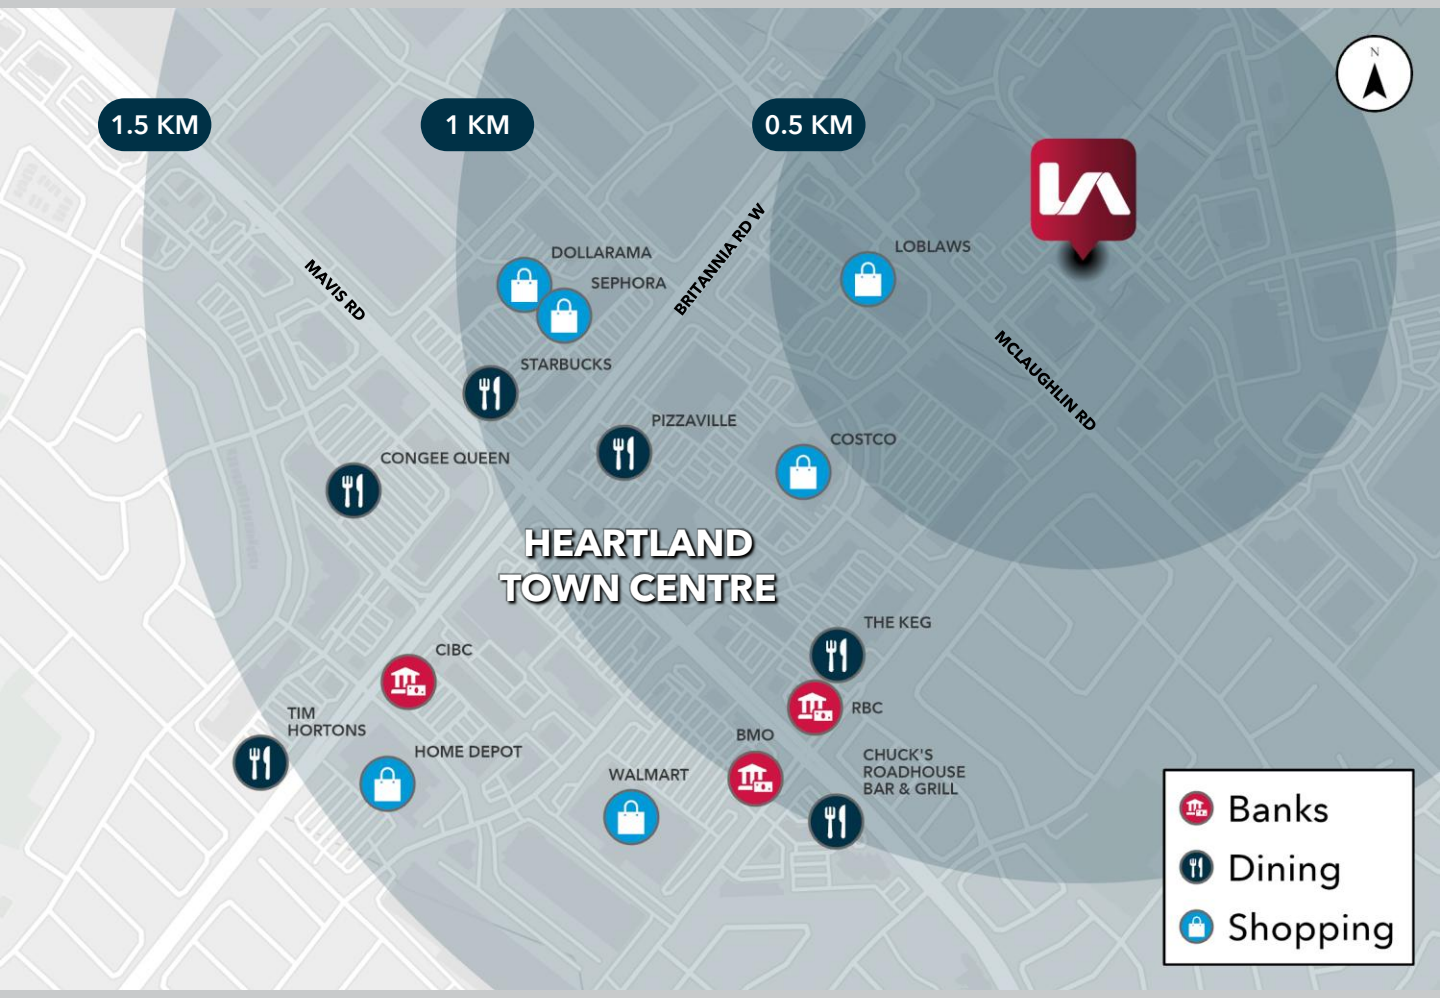 N
1.5 KM
1 KM
0.5 KM
LA
MAVIS RD
BRITANNIA RD W
MCLAUGHLIN RD
DOLLARAMA
SEPHORA
LOBLAWS
STARBUCKS
PIZZAVILLE
COSTCO
CONGEE QUEEN
HEARTLAND
TOWN CENTRE
THE KEG
CIBC
RBC
TIM
HORTONS
BMO
HOME DEPOT
WALMART
CHUCK'S
ROADHOUSE
BAR & GRILL
Banks
Dining
Shopping